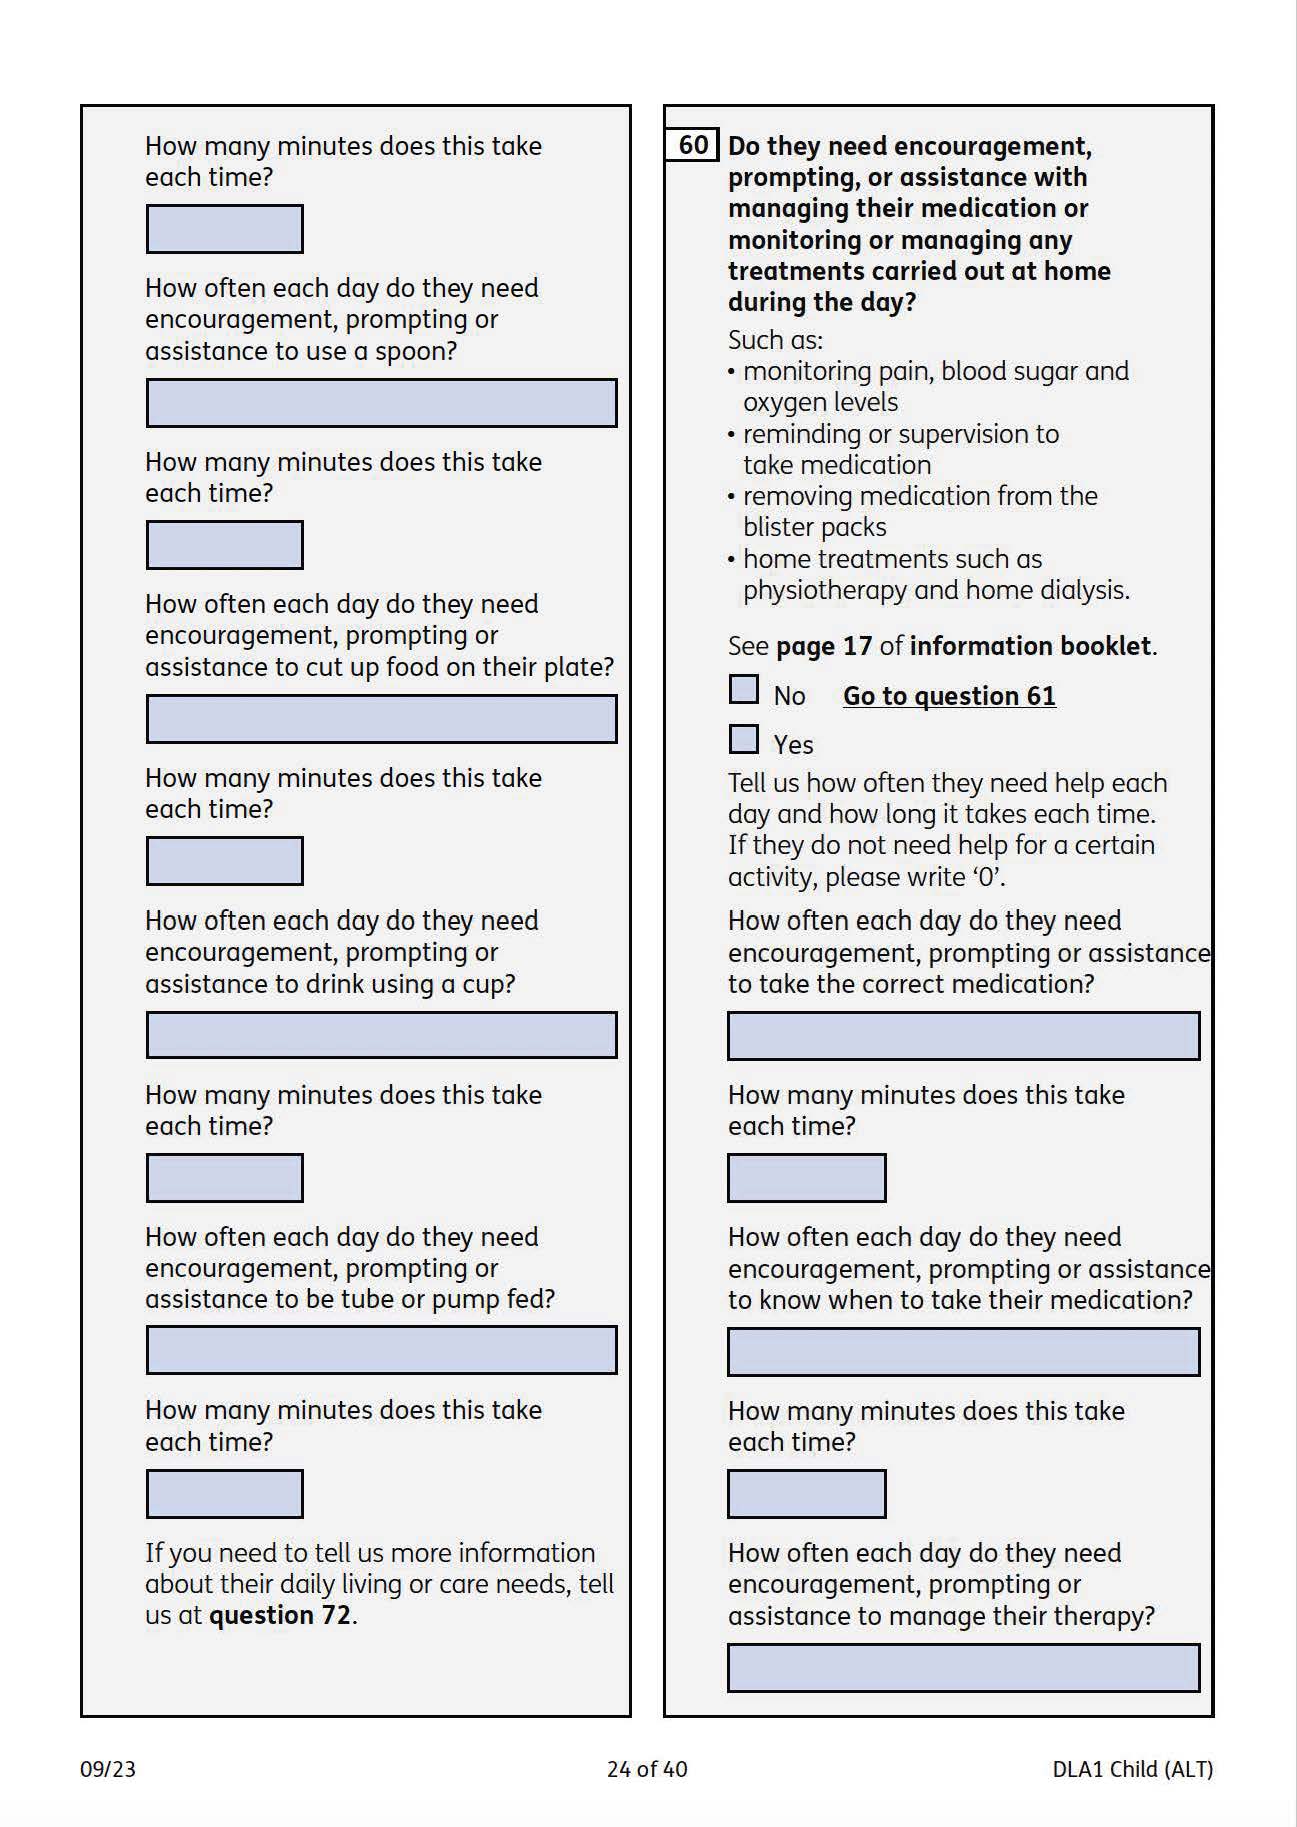 How many minutes does this take
each time?
How often each day do they need
encouragement, prompting or
assistance to use a spoon?
How many minutes does this take
each time?
How often each day do they need
encouragement, prompting or
assistance to cut up food on their plate?
How many minutes does this take
each time?
How often each day do they need
encouragement, prompting or
assistance to drink using a cup?
How many minutes does this take
each time?
How often each day do they need
encouragement, prompting or
assistance to be tube or pump fed?
How many minutes does this take
each time?
If you need to tell us more information
about their daily living or care needs, tell
us at question 72.
60 Do they need encouragement,
prompting, or assistance with
managing their medication or
monitoring or managing any
treatments carried out at home
during the day?
Such as:
• monitoring pain, blood sugar and
oxygen levels
• reminding or supervision to
take medication
• removing medication from the
blister packs
• home treatments such as
physiotherapy and home dialysis.
See page 17 of information booklet.
No Go to question 61
Yes
Tell us how often they need help each
day and how long it takes each time.
If they do not need help for a certain
activity, please write ‘0’.
How often each day do they need
encouragement, prompting or assistance
to take the correct medication?
How many minutes does this take
each time?
How often each day do they need
encouragement, prompting or assistance
to know when to take their medication?
How many minutes does this take
each time?
How often each day do they need
encouragement, prompting or
assistance to manage their therapy?
09/23
24 of 40
DLA1 Child (ALT)